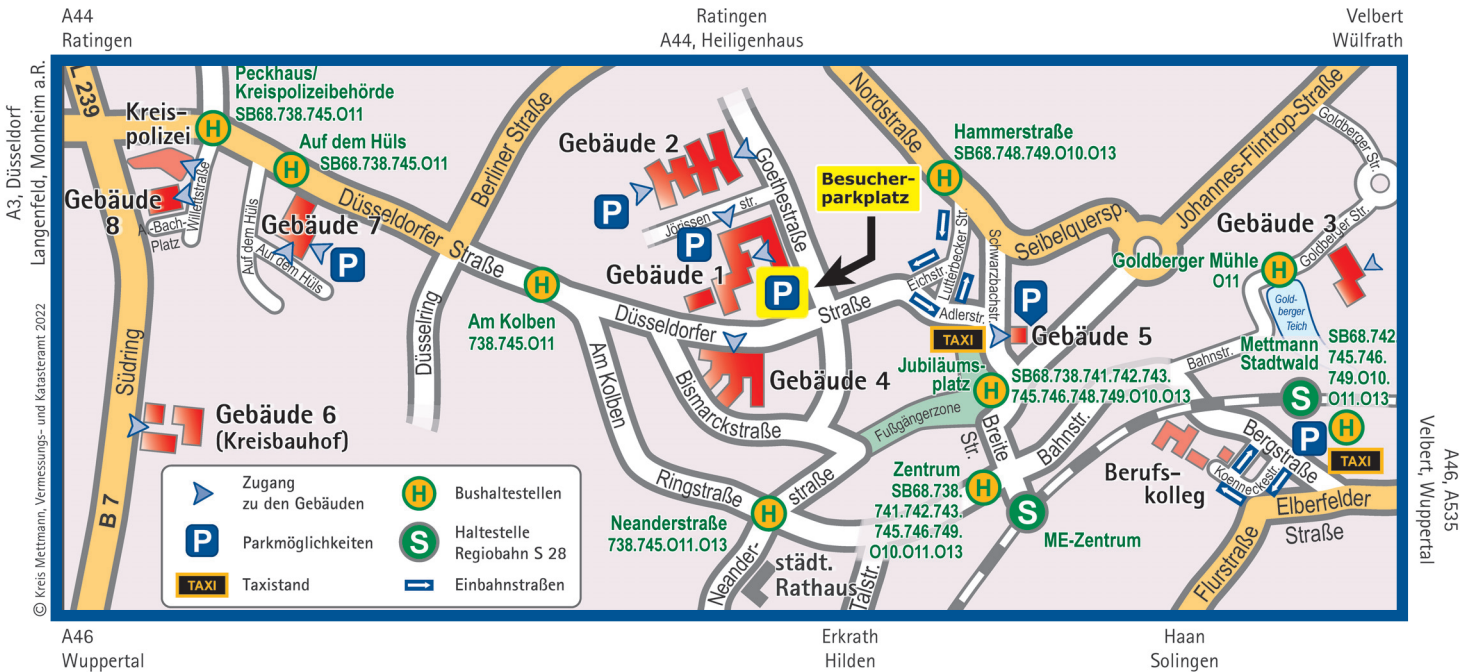 A44
Ratingen
Ratingen
A44, Heiligenhaus
Velbert
Wülfrath
A3, Düsseldorf
Langenfeld, Monheim a.R.
L 239
Peckhaus/
Kreispolizeibehörde
SB68.738.745.O11
Kreis-
polizei
Auf dem Hüls
SB68.738.745.O11
Gebäude
8
Willettstraße
A.-Bach-
Platz
Auf dem Hüls
Auf dem Hüls
Gebäude 7
Düsseldorfer
Straße
Berliner Straße
Düsselring
Am Kolben
738.745.O11
Am Kolben
Gebäude 2
Goethestraße
Jörissen
str.
Gebäude 1
Besucher-
parkplatz
Düsseldorfer
Straße
Gebäude 4
Bismarckstraße
Nordstraße
Hammerstraße
SB68.748.749.O10.O13
Johannes-Flintrop-Straße
Seibelquersp.
Schwarzbachstr.
Lutterbecker Str.
Eichstr.
Adlerstr.
TAXI
Gebäude 5
Jubiläums-
platz
SB68.738.741.742.743.
745.746.748.749.O10.O13
Fußgängerzone
Goldberger Str.
Gebäude 3
Goldberger Str.
Goldberger Mühle
O11
Gold-
berger
Teich
Mettmann
Stadtwald
SB68.742.
745.746.
749.O10.
O11.O13
Bahnstr.
Bahnstr.
Breite
Str.
TAXI
Bergstraße
Koenneckestr.
Berufs-
kolleg
Elberfelder
Straße
Flurstraße
ME-Zentrum
Zentrum
SB68.738.
741.742.743.
745.746.749.
O10.O11.O13
Talstr.
Ringstraße
Neanderstraße
738.745.O11.O13
Neander-
straße
städt.
Rathaus
Südring
B 7
Gebäude 6
(Kreisbauhof)
Zugang
zu den Gebäuden
H Bushaltestellen
P Parkmöglichkeiten
S Haltestelle
Regiobahn S 28
TAXI Taxistand
Einbahnstraßen
© Kreis Mettmann, Vermessungs- und Katasteramt 2022
A46, A535
Velbert, Wuppertal
A46
Wuppertal
Erkrath
Hilden
Haan
Solingen